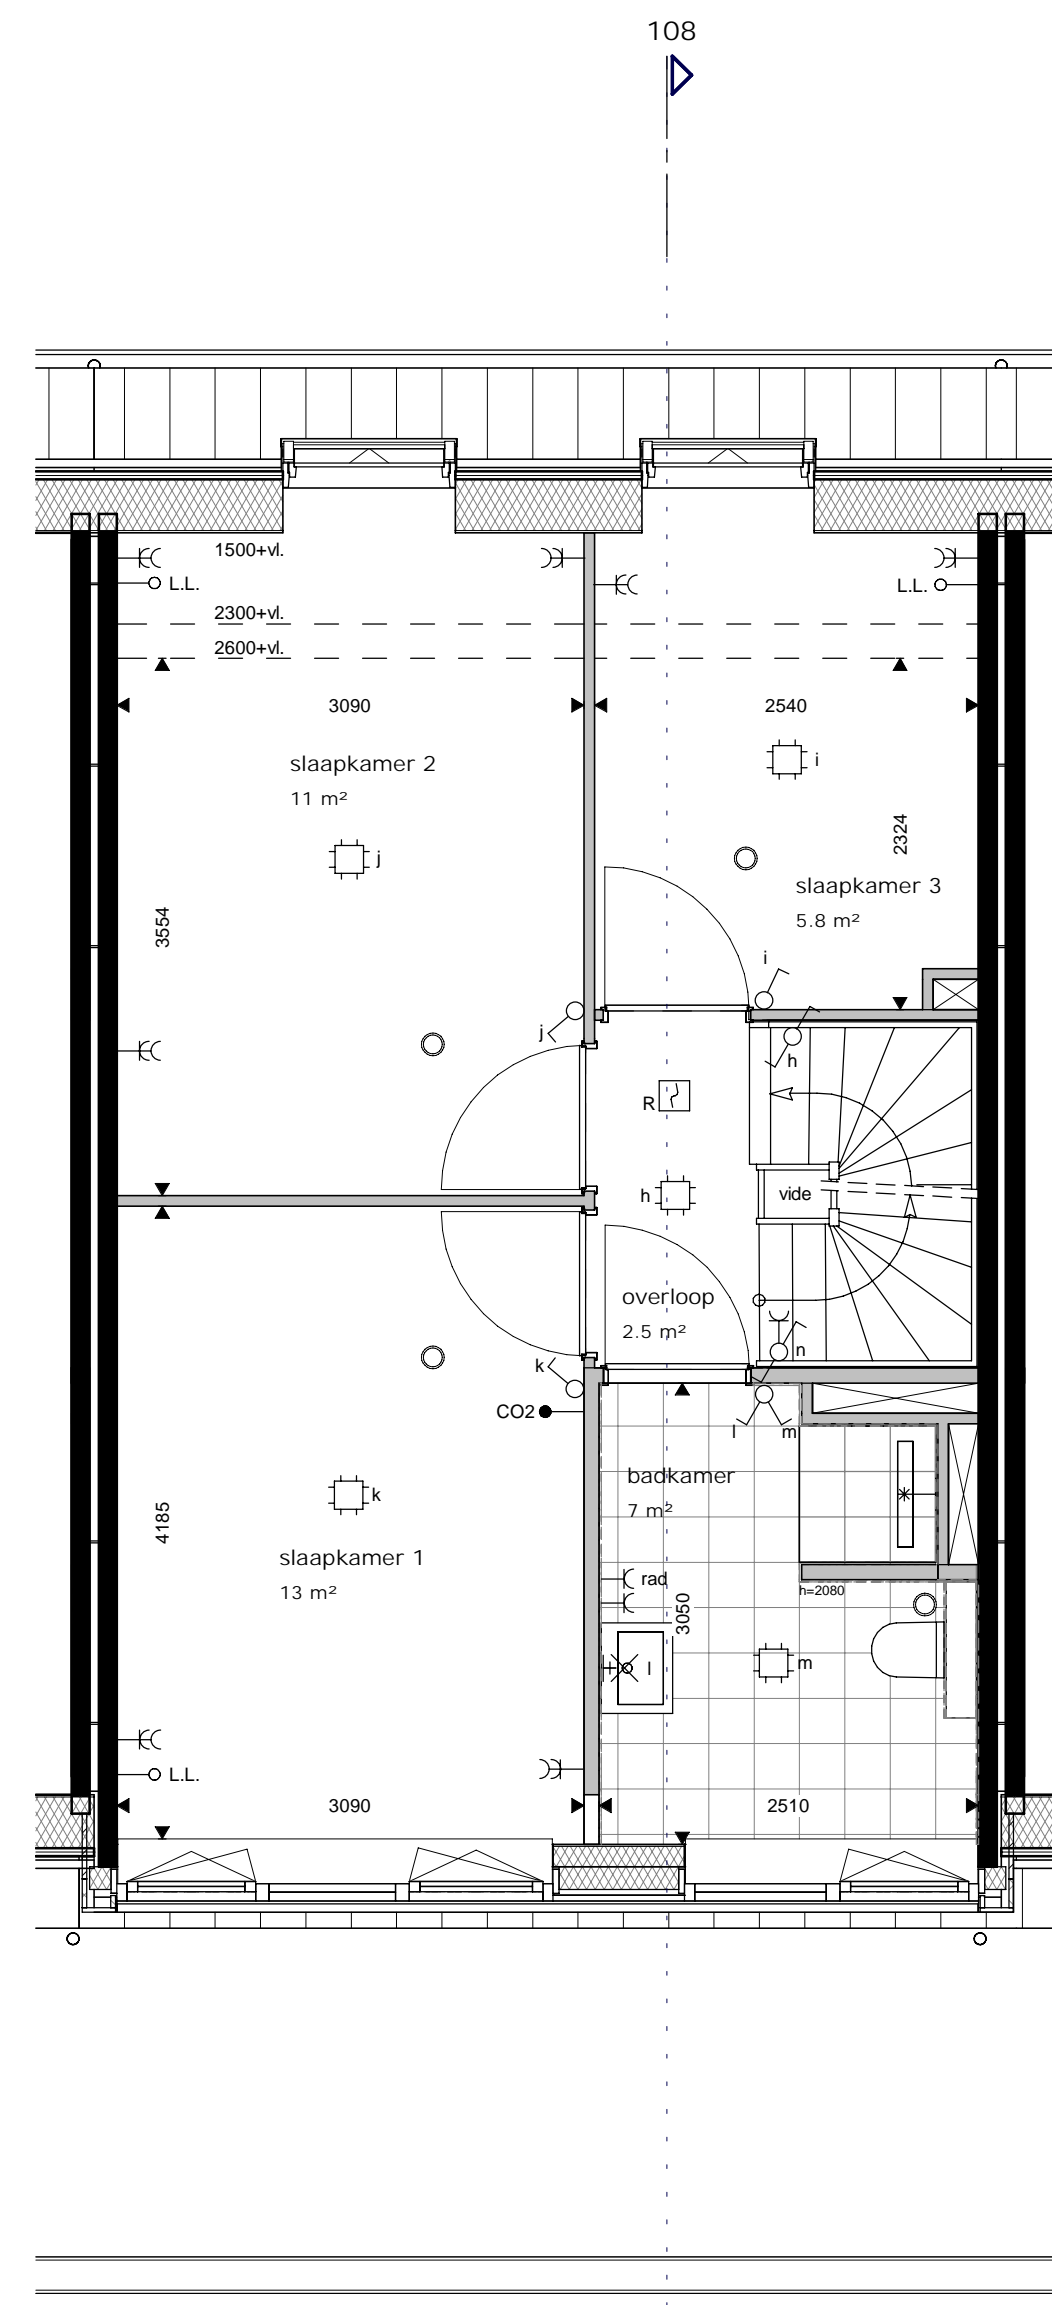 108
1500+vl.
L.L.
L.L.
2300+vl.
2600+vl.
3090
2540
slaapkamer 2
11 m²
i
j
2324
slaapkamer 3
5.8 m²
3554
i
j
h
R
h
vide
overloop
2.5 m²
n
k
CO2
l
m
badkamer
7 m²
k
4185
slaapkamer 1
13 m²
rad
h=2080
3050
l
m
L.L.
3090
2510